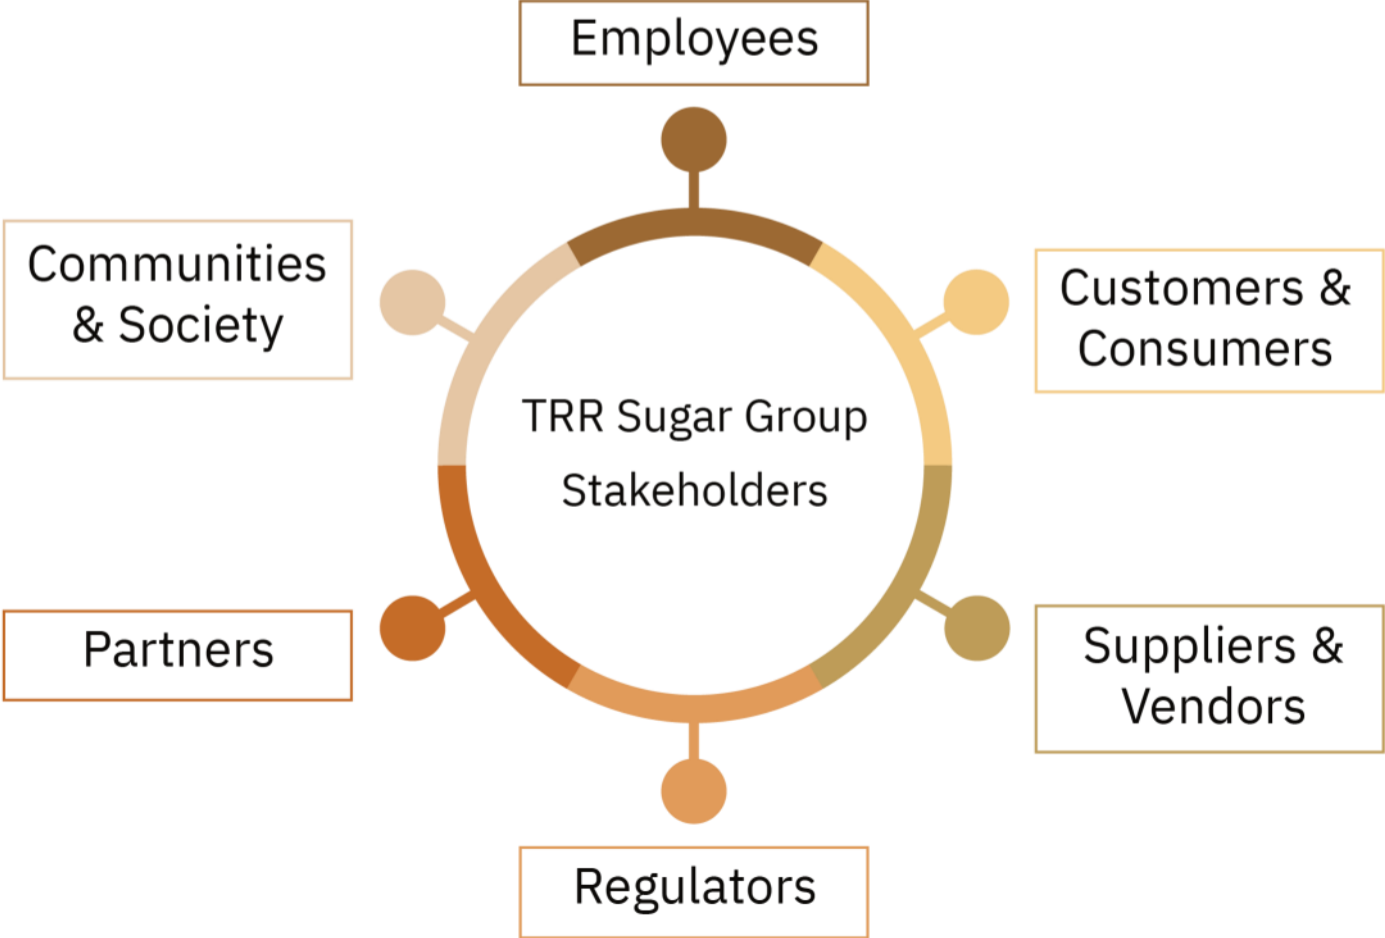 Employees
Communities
& Society
Customers &
Consumers
TRR Sugar Group
Stakeholders
Partners
Suppliers &
Vendors
Regulators